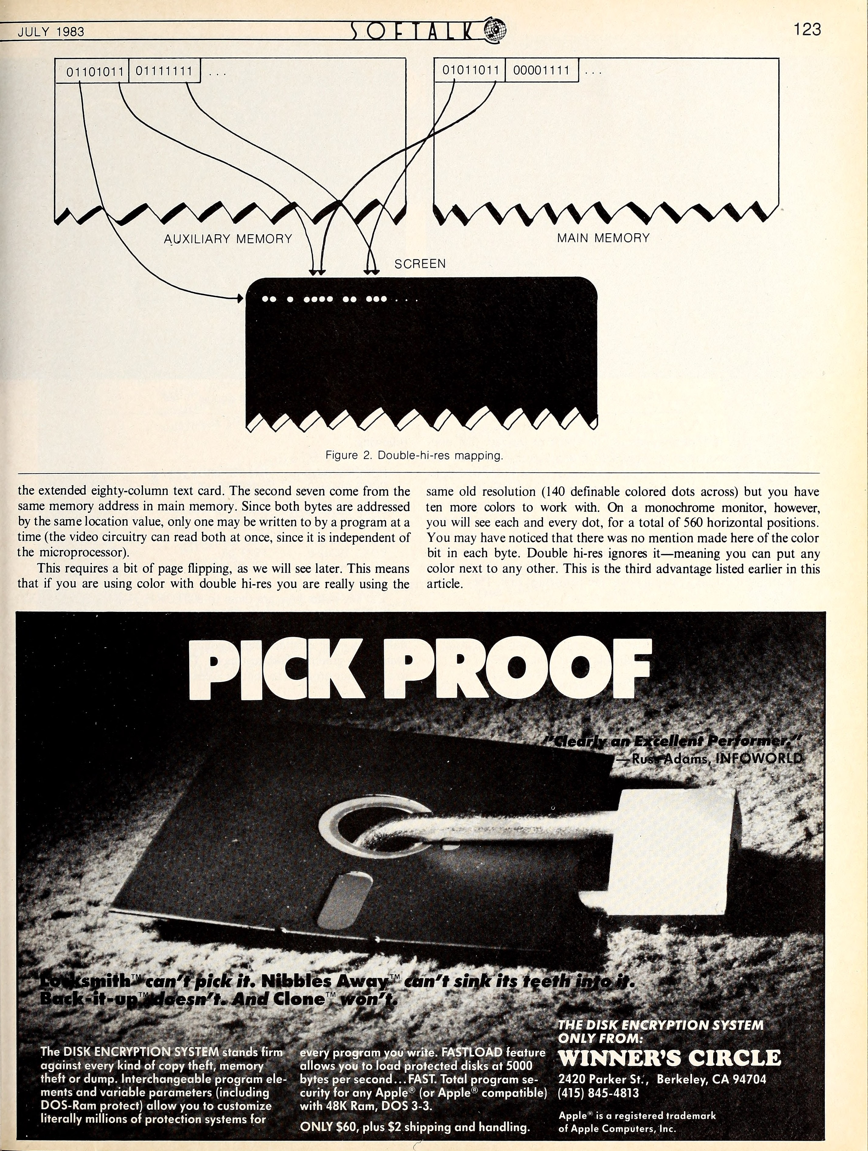 JULY 1983
SOFTALK
123
01101011 01111111 ...
01011011 00001111 ...
AUXILIARY MEMORY
MAIN MEMORY
SCREEN
Figure 2. Double-hi-res mapping.
the extended eighty-column text card. The second seven come from the
same memory address in main memory. Since both bytes are addressed
by the same location value, only one may be written to by a program at a
time (the video circuitry can read both at once, since it is independent of
the microprocessor).
This requires a bit of page flipping, as we will see later. This means
that if you are using color with double hi-res you are really using the
same old resolution (140 definable colored dots across) but you have
ten more colors to work with. On a monochrome monitor, however,
you will see each and every dot, for a total of 560 horizontal positions.
You may have noticed that there was no mention made here of the color
bit in each byte. Double hi-res ignores it—meaning you can put any
color next to any other. This is the third advantage listed earlier in this
article.
PICK PROOF
"Clearly an Excellent Performer."
—Russ Adams, INFOWORLD
Locksmith™ can't pick it. Nibbles Away™ can't sink its teeth into it.
Back-it-up™ doesn't. And Clone™ won't.
The DISK ENCRYPTION SYSTEM stands firm
against every kind of copy theft, memory
theft or dump. Interchangeable program ele-
ments and variable parameters (including
DOS-Ram protect) allow you to customize
literally millions of protection systems for
every program you write. FASTLOAD feature
allows you to load protected disks at 5000
bytes per second...FAST. Total program se-
curity for any Apple® (or Apple® compatible)
with 48K Ram, DOS 3-3.
ONLY $60, plus $2 shipping and handling.
THE DISK ENCRYPTION SYSTEM
ONLY FROM:
WINNER'S CIRCLE
2420 Parker St., Berkeley, CA 94704
(415) 845-4813
Apple® is a registered trademark
of Apple Computers, Inc.